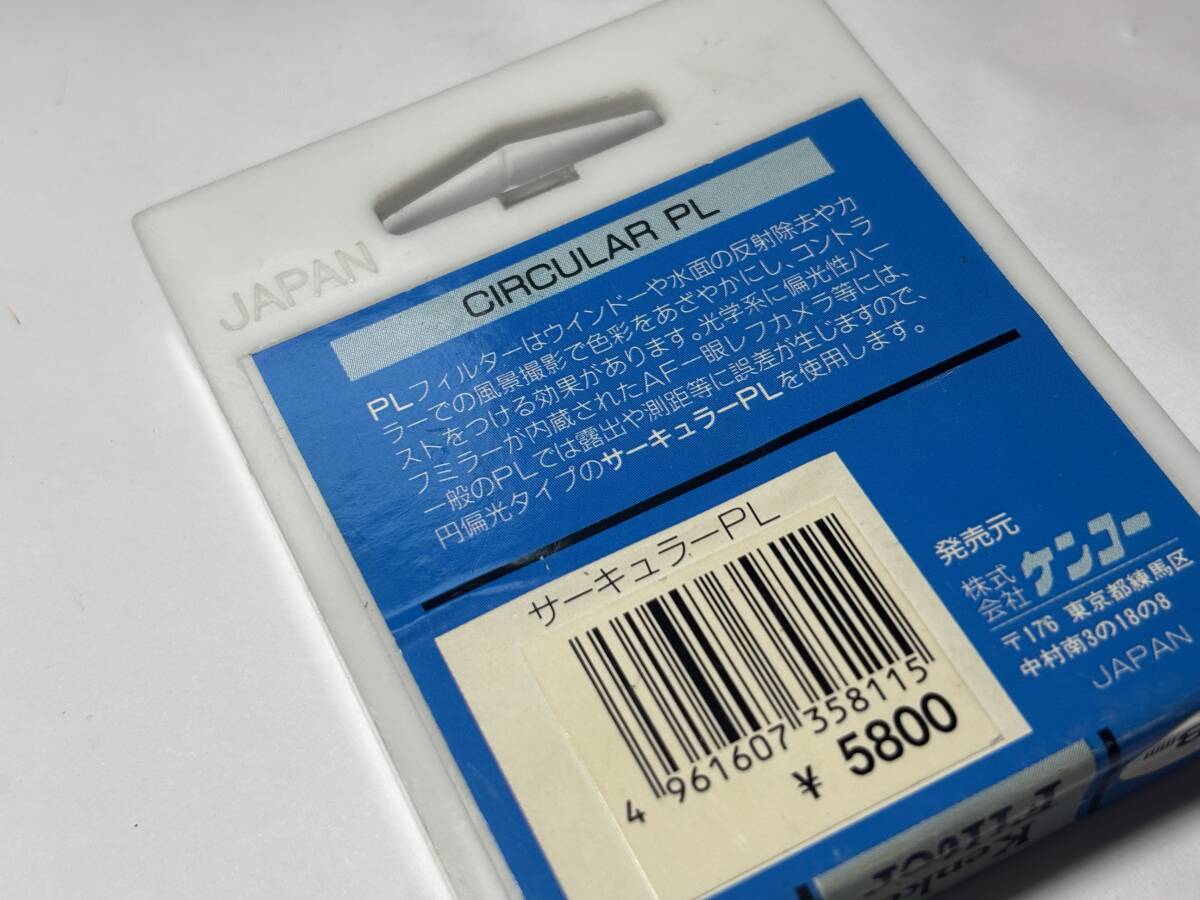 JAPAN
CIRCULAR PL
PLフィルターはウインドーや水面の反射除去やカ
ラーでの風景撮影で色彩をあざやかにし、コントラ
ストをつける効果があります。光学系に偏光性ハー
フミラーが内蔵されたAF一眼レフカメラ等には、
一般のPLでは露出や測距等に誤差が生じますので、
円偏光タイプのサーキュラーPLを使用します。
サーキュラーPL
4 961607 358115
¥ 5800
発売元
株式会社 ケンコー
〒176 東京都練馬区
中村南3の18の8
JAPAN
mm
Kenko